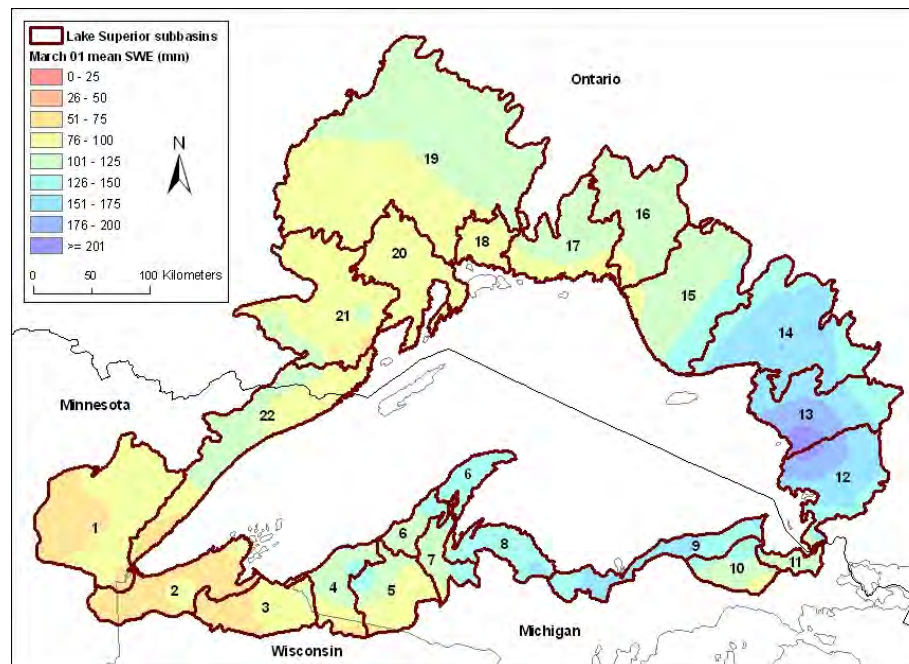 Lake Superior subbasins
March 01 mean SWE (mm)
0 - 25
26 - 50
51 - 75
76 - 100
101 - 125
126 - 150
151 - 175
176 - 200
>= 201
N
0 50 100 Kilometers
Ontario
19
16
18
17
20
15
21
14
Minnesota
22
13
12
6
1
6
7
8
9
4
5
10
11
2
3
Michigan
Wisconsin